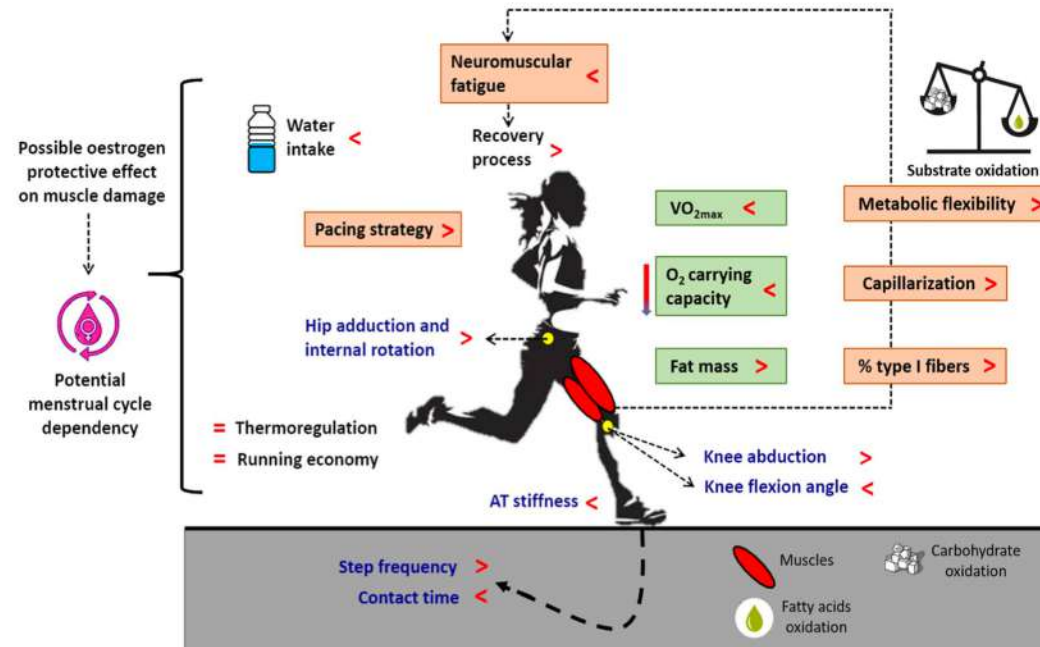 Neuromuscular
fatigue <
Water
intake <
Recovery
process >
Possible oestrogen
protective effect
on muscle damage
Substrate oxidation
Pacing strategy >
VO2max <
Metabolic flexibility >
O2 carrying
capacity <
Capillarization >
Hip adduction and
internal rotation >
Fat mass >
% type I fibers >
Potential
menstrual cycle
dependency
= Thermoregulation
= Running economy
Knee abduction >
Knee flexion angle <
AT stiffness <
Step frequency >
Contact time <
Muscles
Carbohydrate
oxidation
Fatty acids
oxidation